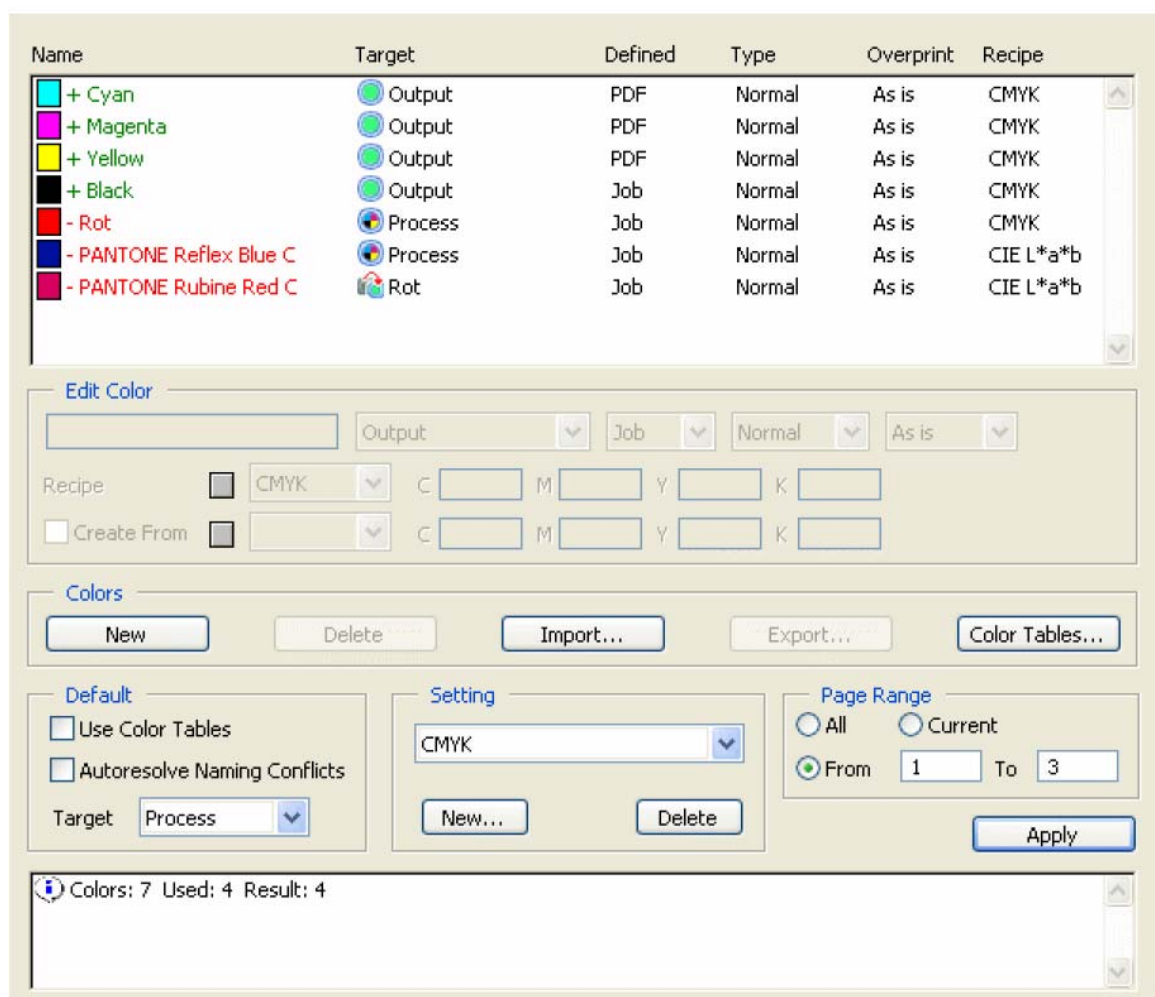 Name Target Defined Type Overprint Recipe
+ Cyan Output PDF Normal As is CMYK
+ Magenta Output PDF Normal As is CMYK
+ Yellow Output PDF Normal As is CMYK
+ Black Output Job Normal As is CMYK
- Rot Process Job Normal As is CMYK
- PANTONE Reflex Blue C Process Job Normal As is CIE L*a*b
- PANTONE Rubine Red C Rot Job Normal As is CIE L*a*b
Edit Color
Output Job Normal As is
Recipe CMYK C M Y K
Create From C M Y K
Colors
New Delete Import... Export... Color Tables...
Default Setting Page Range
Use Color Tables CMYK All Current
Autoresolve Naming Conflicts From 1 To 3
Target Process New... Delete
Apply
Colors: 7 Used: 4 Result: 4